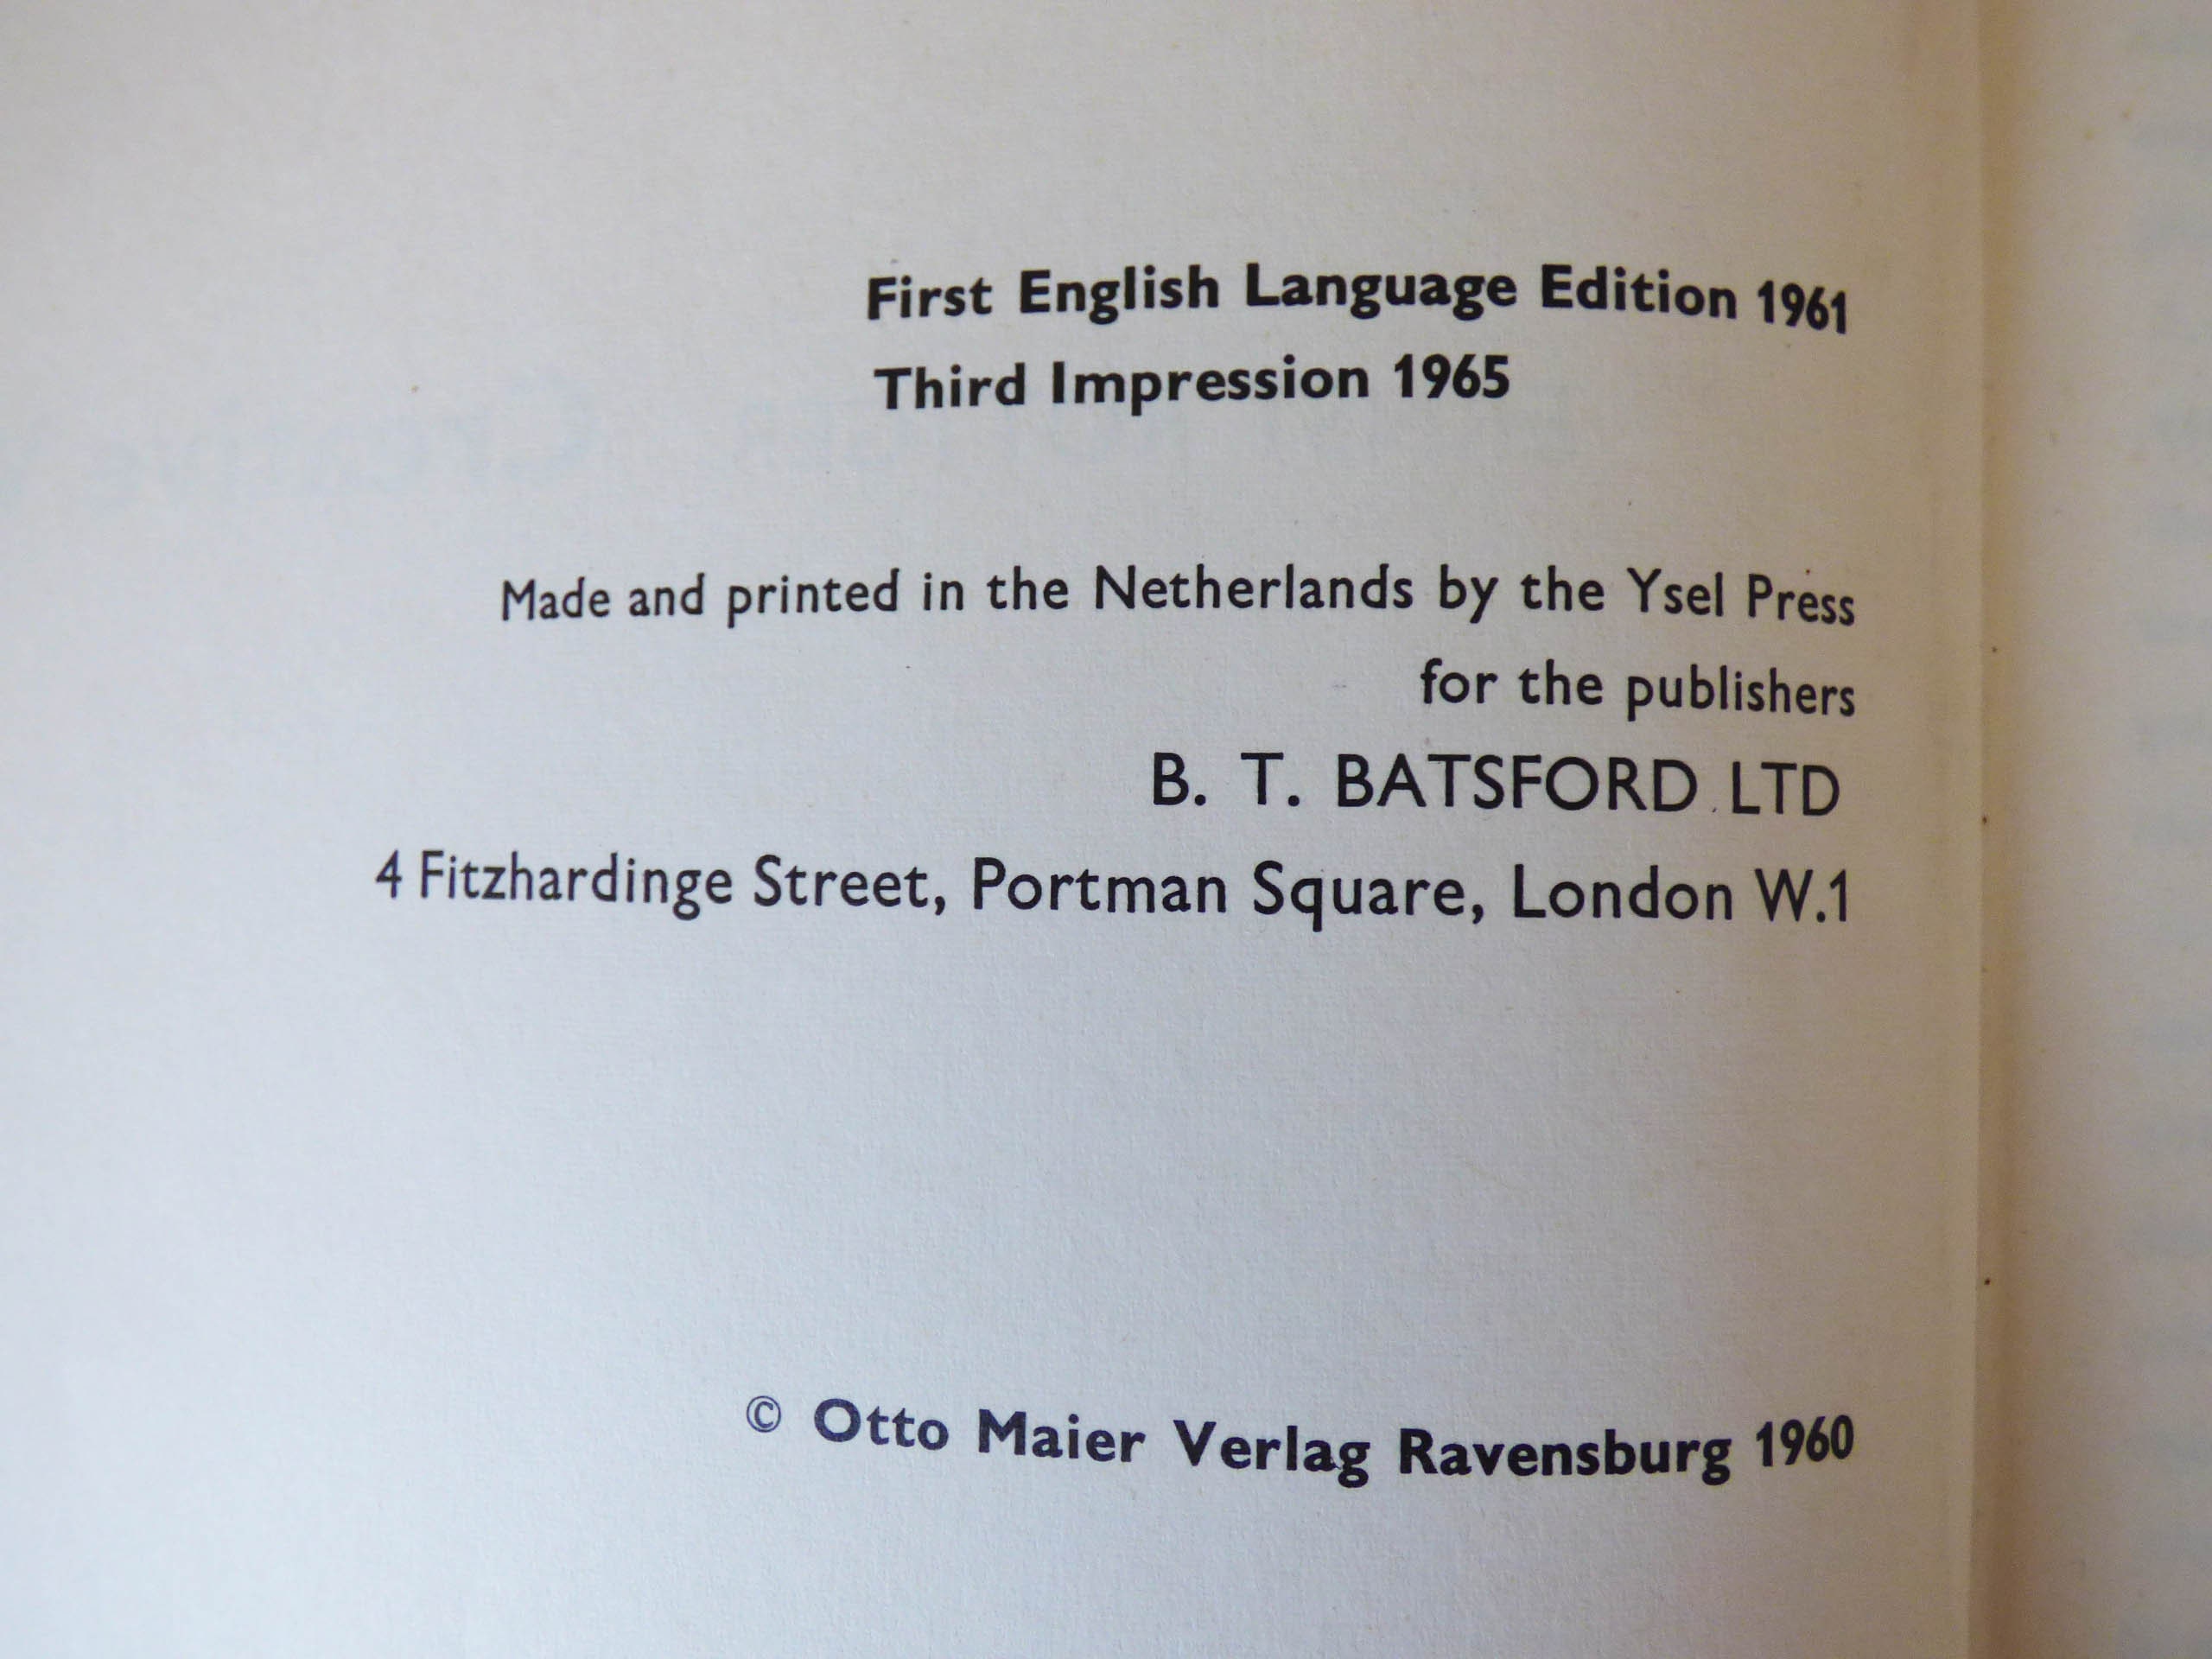 First English Language Edition 1961
Third Impression 1965
Made and printed in the Netherlands by the Ysel Press
for the publishers
B. T. BATSFORD LTD
4 Fitzhardinge Street, Portman Square, London W.1
© Otto Maier Verlag Ravensburg 1960